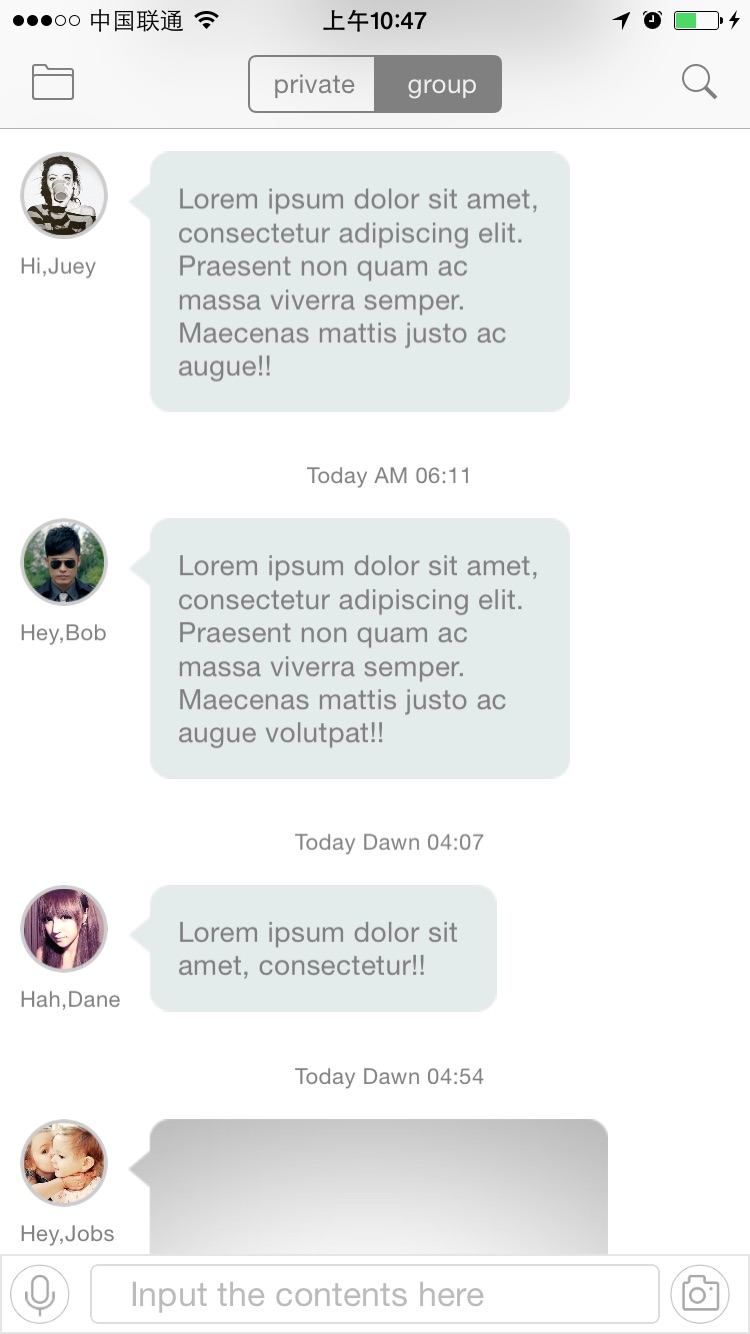 中国联通
上午10:47
private
group
Lorem ipsum dolor sit amet,
consectetur adipiscing elit.
Praesent non quam ac
massa viverra semper.
Maecenas mattis justo ac
augue!!
Hi,Juey
Today AM 06:11
Lorem ipsum dolor sit amet,
consectetur adipiscing elit.
Praesent non quam ac
massa viverra semper.
Maecenas mattis justo ac
augue volutpat!!
Hey,Bob
Today Dawn 04:07
Lorem ipsum dolor sit
amet, consectetur!!
Hah,Dane
Today Dawn 04:54
Hey,Jobs
Input the contents here